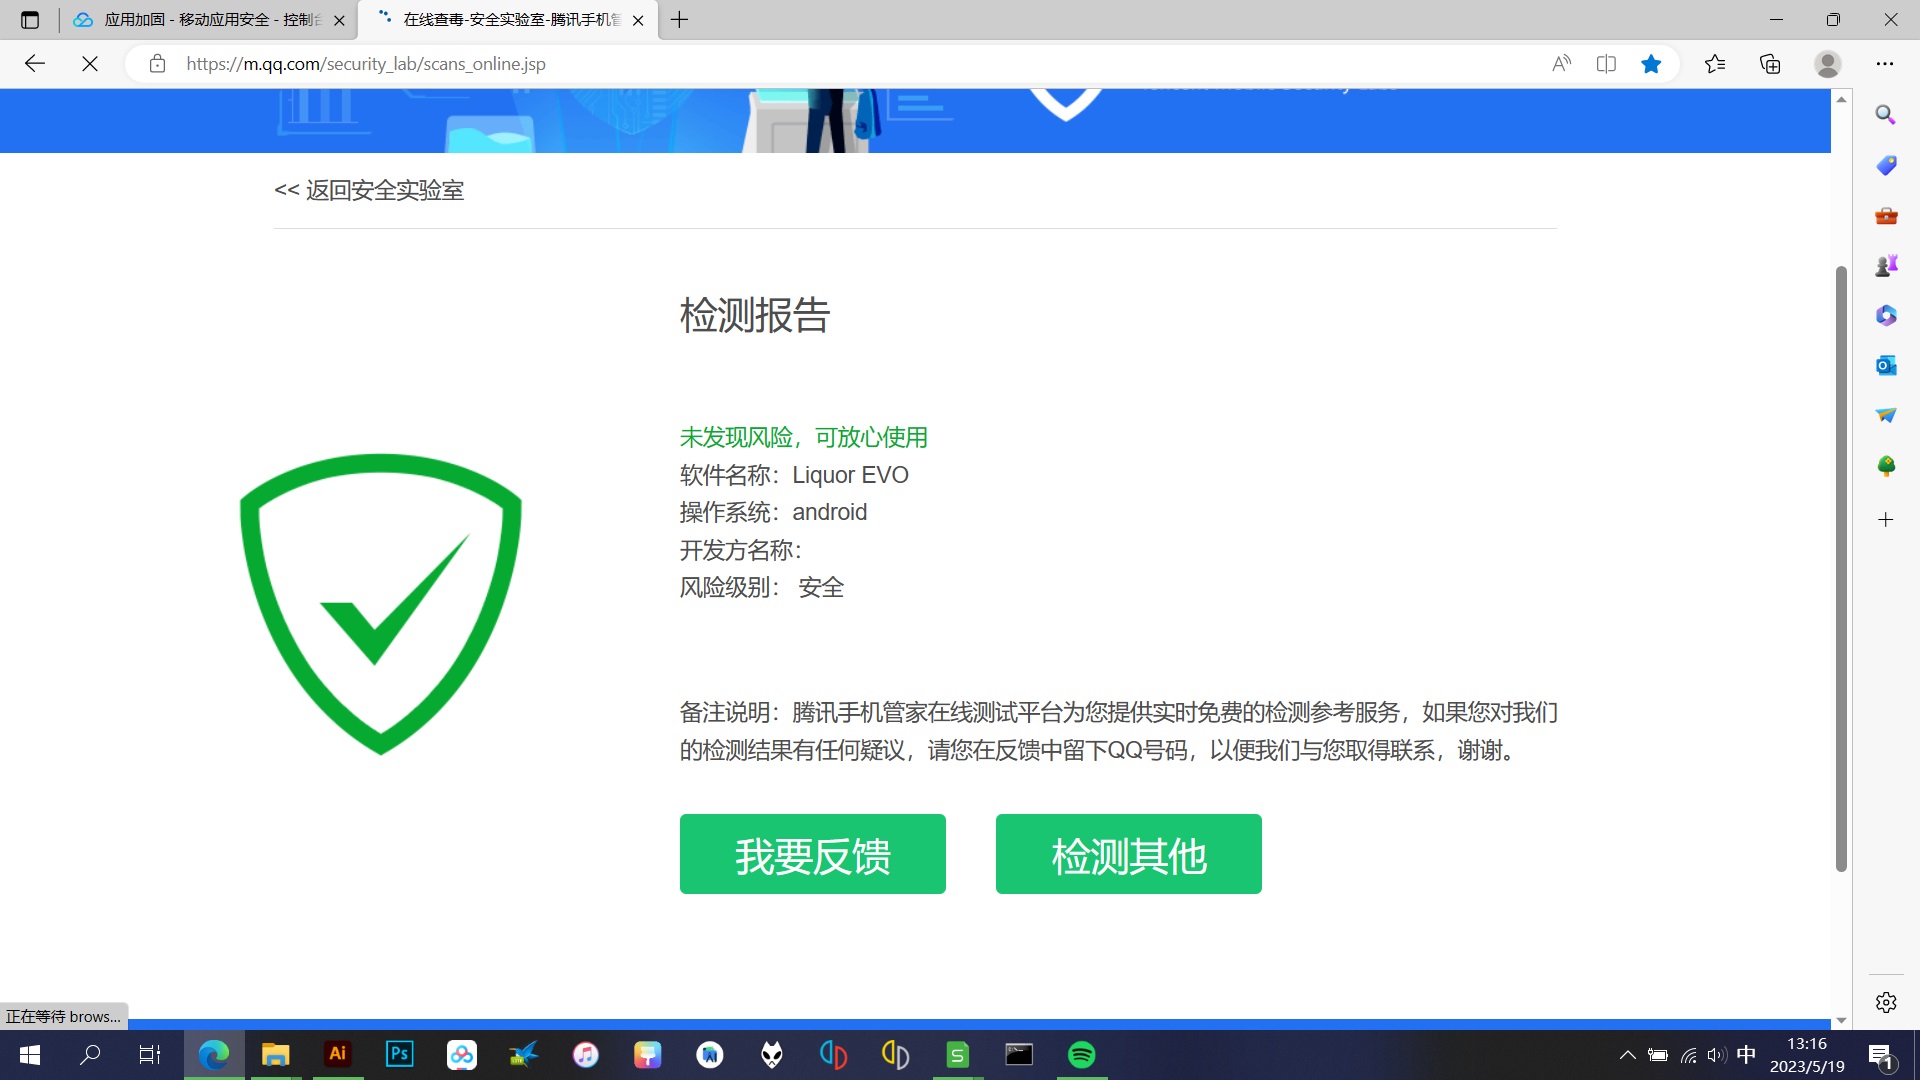 应用加固 - 移动应用安全 - 控制台
在线查毒-安全实验室-腾讯手机管
https://m.qq.com/security_lab/scans_online.jsp
<< 返回安全实验室
检测报告
未发现风险，可放心使用
软件名称：Liquor EVO
操作系统：android
开发方名称：
风险级别： 安全
备注说明：腾讯手机管家在线测试平台为您提供实时免费的检测参考服务，如果您对我们
的检测结果有任何疑议，请您在反馈中留下QQ号码，以便我们与您取得联系，谢谢。
我要反馈
检测其他
正在等待 brows...
Ai
Ps
S
中
13:16
2023/5/19
1